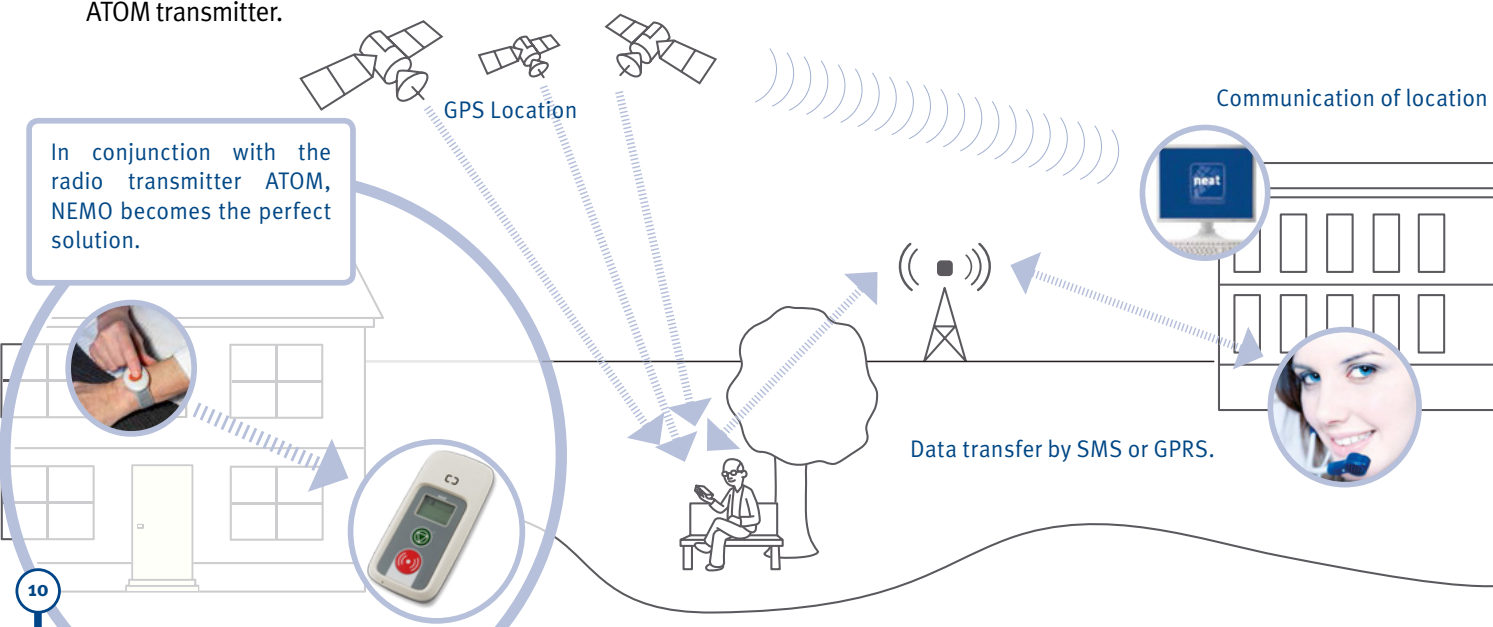 ATOM transmitter.
GPS Location
Communication of location
In conjunction with the
radio transmitter ATOM,
NEMO becomes the perfect
solution.
neat
Data transfer by SMS or GPRS.
10